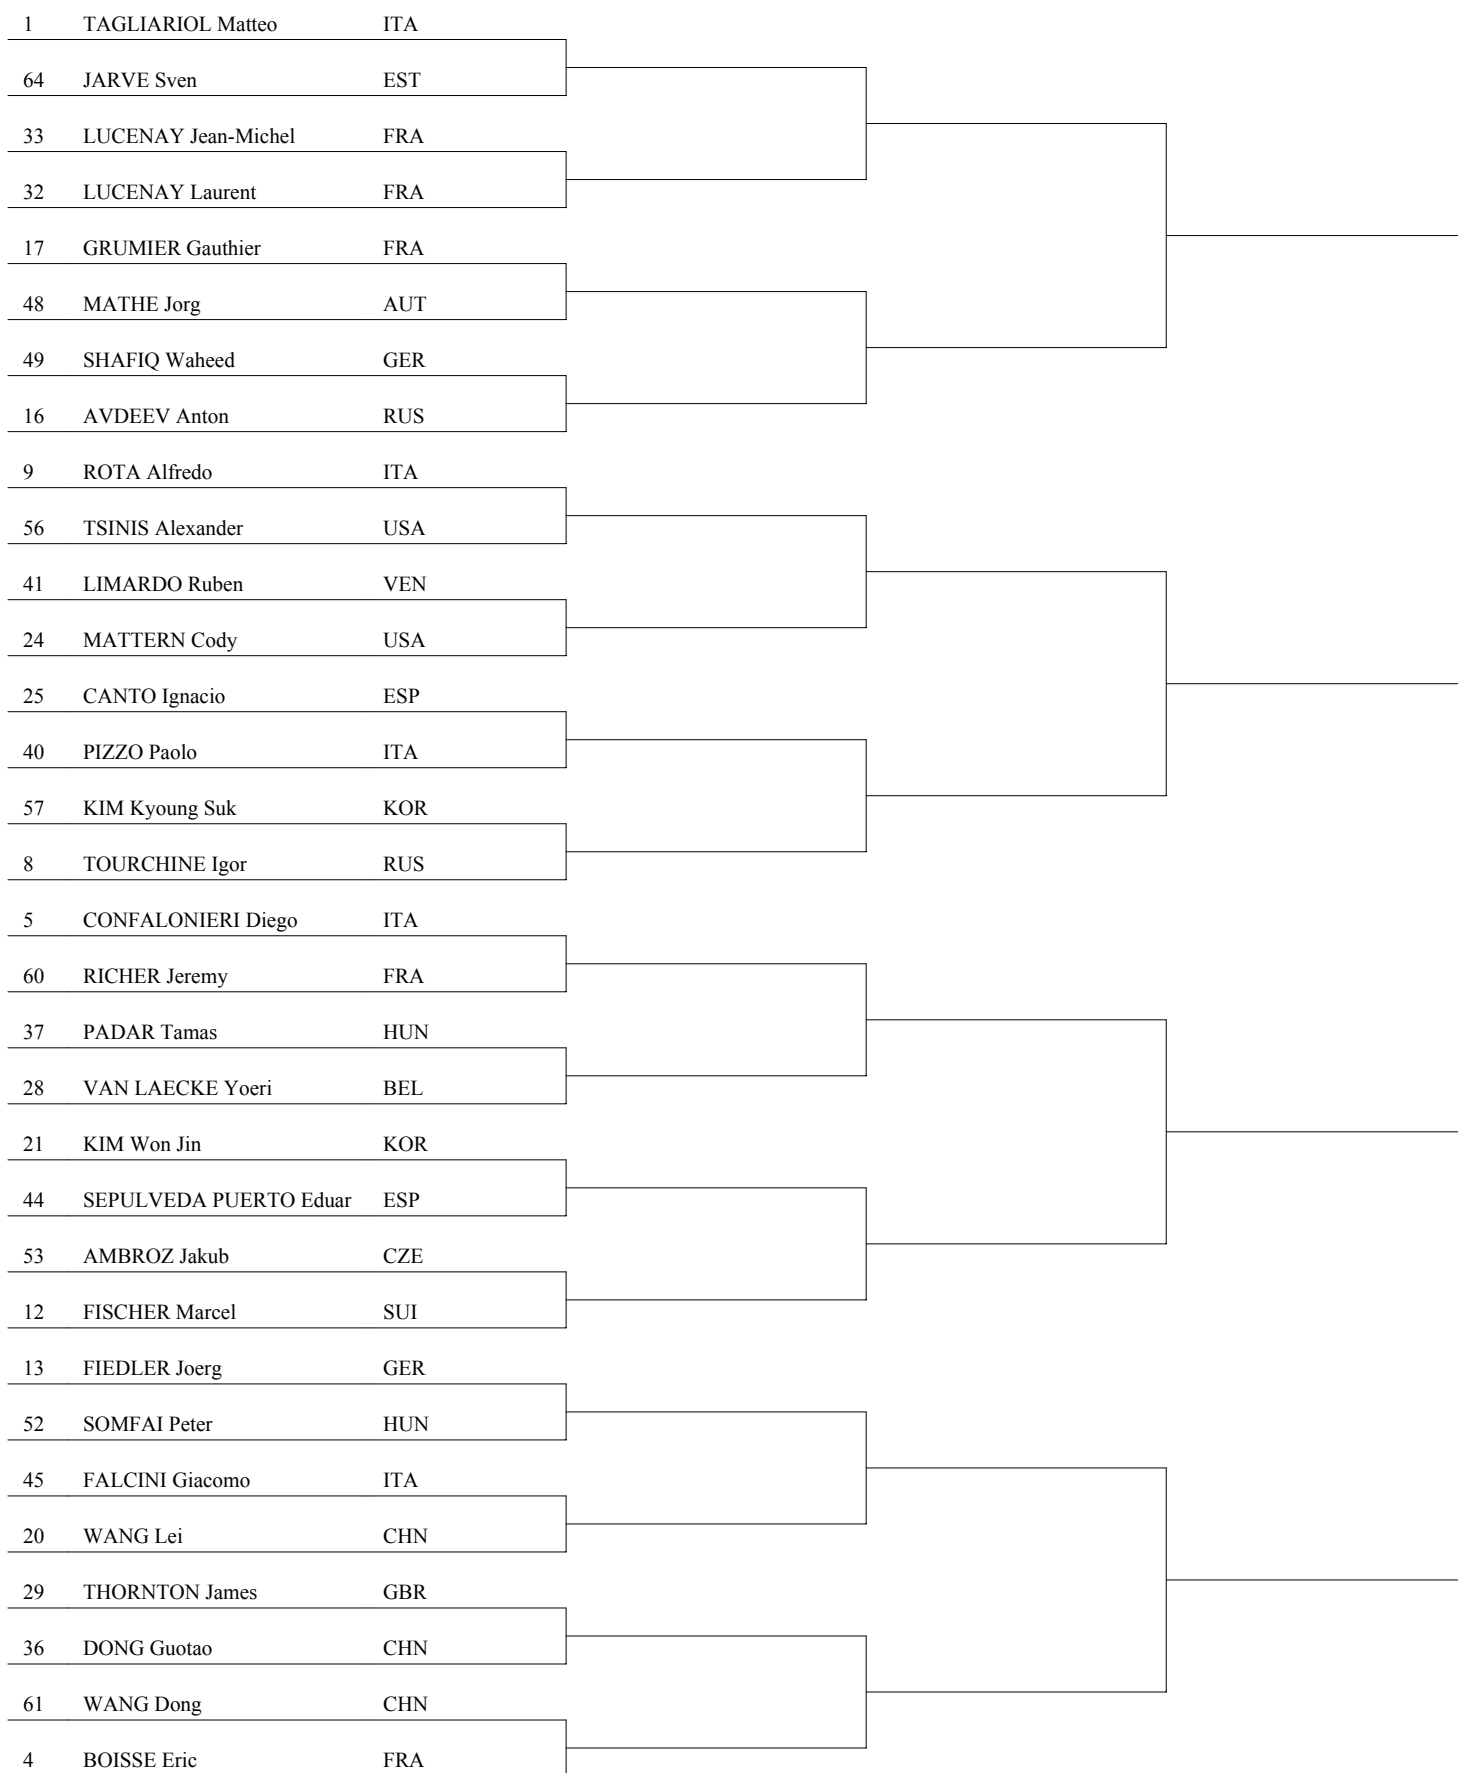 1 TAGLIARIOL Matteo ITA
64 JARVE Sven EST
33 LUCENAY Jean-Michel FRA
32 LUCENAY Laurent FRA
17 GRUMIER Gauthier FRA
48 MATHE Jorg AUT
49 SHAFIQ Waheed GER
16 AVDEEV Anton RUS
9 ROTA Alfredo ITA
56 TSINIS Alexander USA
41 LIMARDO Ruben VEN
24 MATTERN Cody USA
25 CANTO Ignacio ESP
40 PIZZO Paolo ITA
57 KIM Kyoung Suk KOR
8 TOURCHINE Igor RUS
5 CONFALONIERI Diego ITA
60 RICHER Jeremy FRA
37 PADAR Tamas HUN
28 VAN LAECKE Yoeri BEL
21 KIM Won Jin KOR
44 SEPULVEDA PUERTO Eduar ESP
53 AMBROZ Jakub CZE
12 FISCHER Marcel SUI
13 FIEDLER Joerg GER
52 SOMFAI Peter HUN
45 FALCINI Giacomo ITA
20 WANG Lei CHN
29 THORNTON James GBR
36 DONG Guotao CHN
61 WANG Dong CHN
4 BOISSE Eric FRA